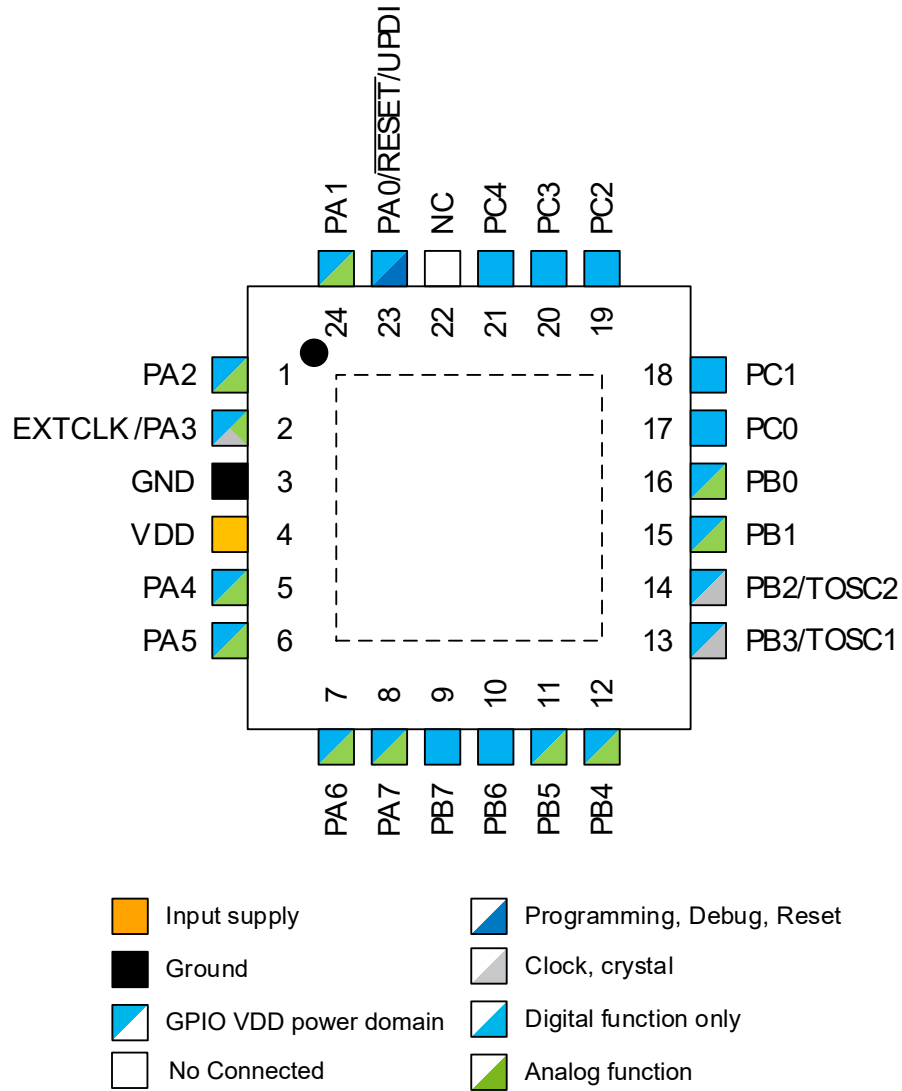 PA1
PA0/RESET/UPDI
NC
PC4
PC3
PC2
24
23
22
21
20
19
PA2 1
EXTCLK/PA3 2
GND 3
VDD 4
PA4 5
PA5 6
18 PC1
17 PC0
16 PB0
15 PB1
14 PB2/TOSC2
13 PB3/TOSC1
7
8
9
10
11
12
PA6
PA7
PB7
PB6
PB5
PB4
Input supply
Ground
GPIO VDD power domain
No Connected
Programming, Debug, Reset
Clock, crystal
Digital function only
Analog function